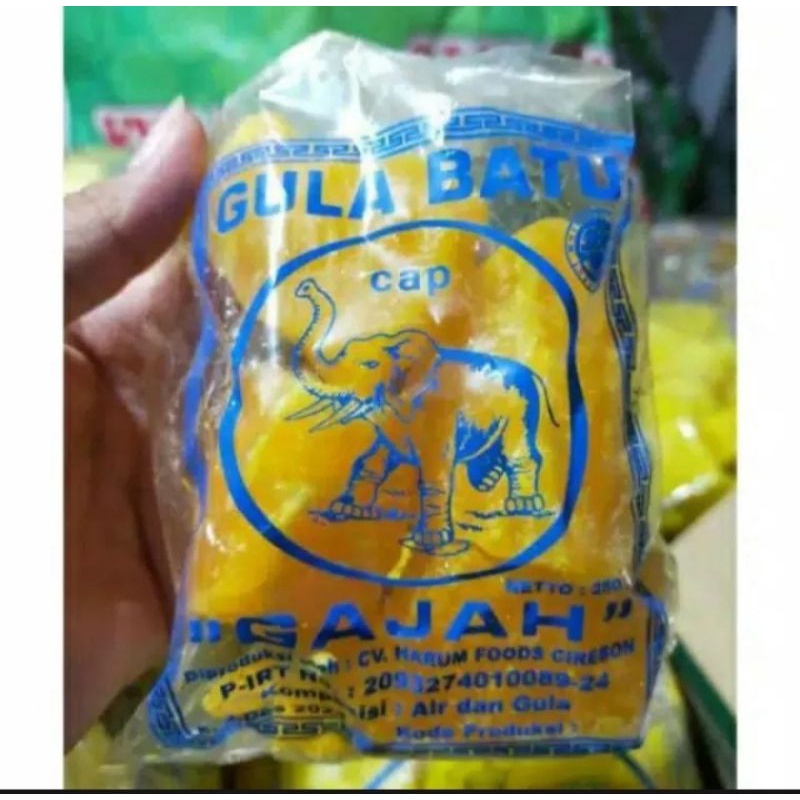 GULA BATU
cap
NETTO : 250
"GAJAH"
Diproduksi oleh : CV. HARUM FOODS CIREBON
P-IRT : 2093274010089-24
Komposisi : Air dan Gula
Kode Produksi :